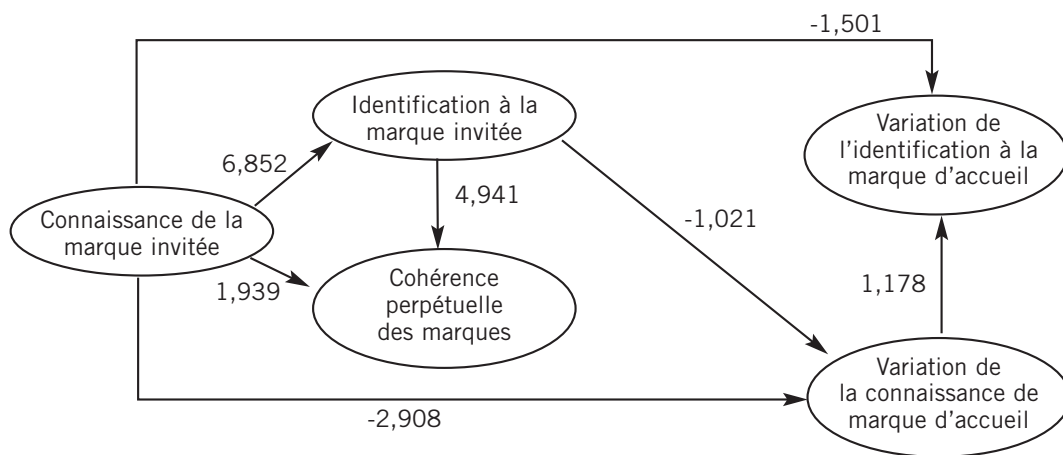 -1,501
Identification à la
marque invitée
Variation de
l'identification à la
marque d'accueil
6,852
4,941
-1,021
Connaissance de la
marque invitée
1,939
Cohérence
perpétuelle
des marques
1,178
Variation de
la connaissance de
marque d'accueil
-2,908